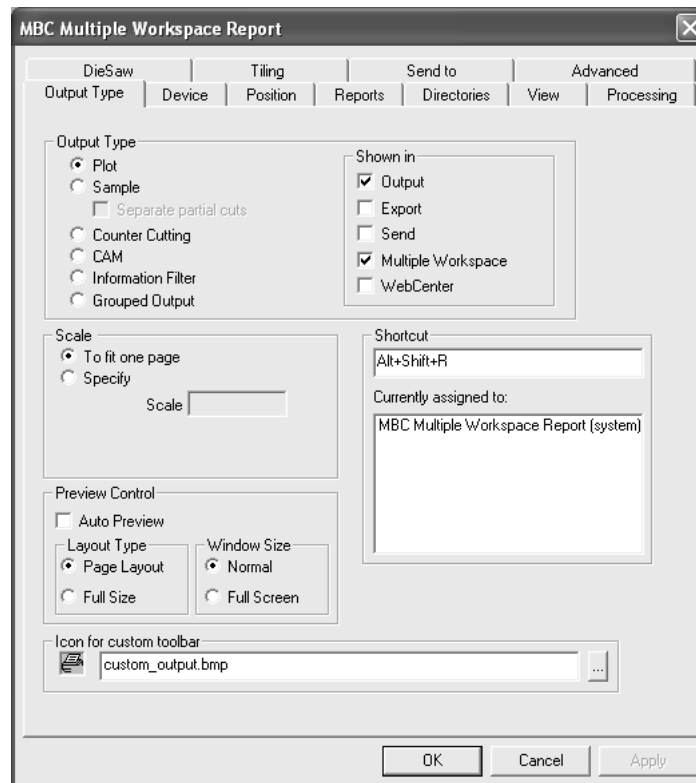 MBC Multiple Workspace Report
DieSaw Tiling Send to Advanced
Output Type Device Position Reports Directories View Processing
Output Type
Plot
Sample
Separate partial cuts
Counter Cutting
CAM
Information Filter
Grouped Output
Shown in
Output
Export
Send
Multiple Workspace
WebCenter
Scale
To fit one page
Specify
Scale
Shortcut
Alt+Shift+R
Currently assigned to:
MBC Multiple Workspace Report (system)
Preview Control
Auto Preview
Layout Type
Page Layout
Full Size
Window Size
Normal
Full Screen
Icon for custom toolbar
custom_output.bmp
...
OK Cancel Apply